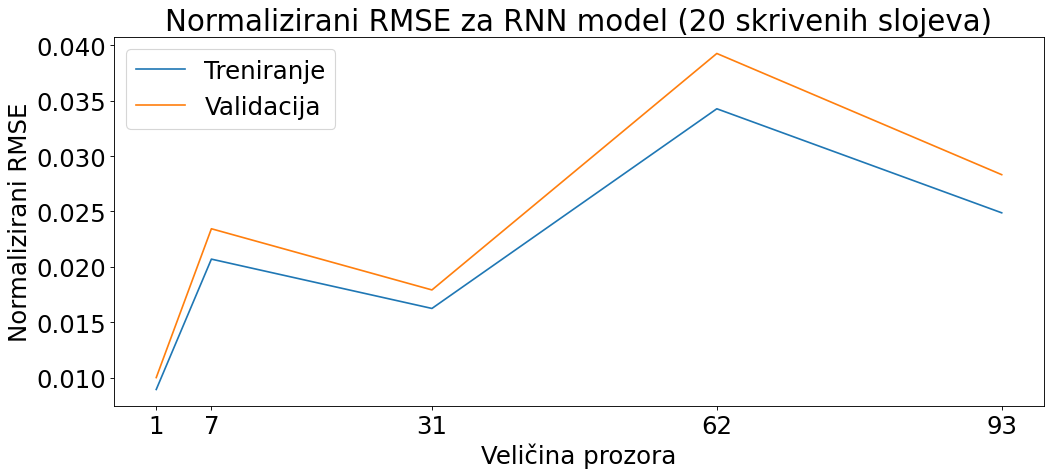 Normalizirani RMSE za RNN model (20 skrivenih slojeva)
Treniranje
Validacija
Normalizirani RMSE
0.040
0.035
0.030
0.025
0.020
0.015
0.010
1 7 31 62 93
Veličina prozora